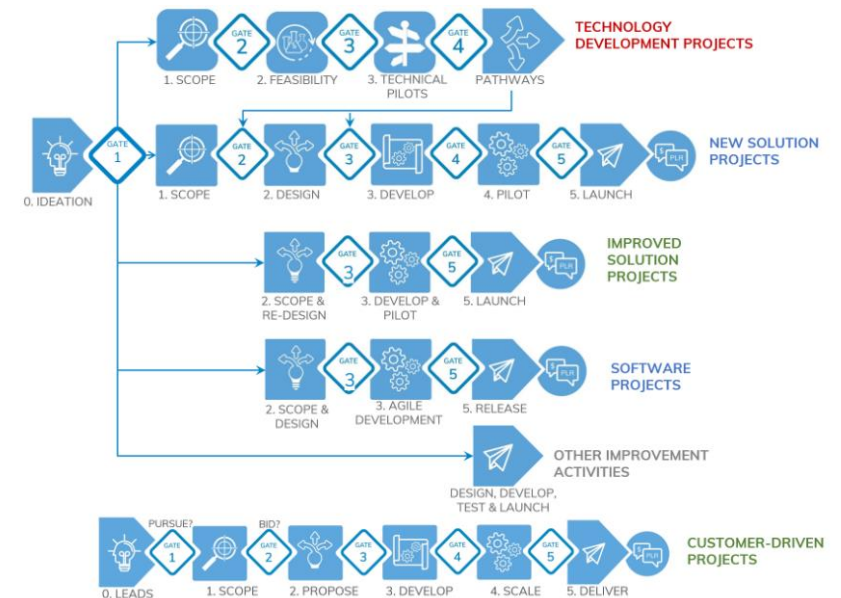 TECHNOLOGY
DEVELOPMENT PROJECTS
GATE
2
GATE
3
GATE
4
1. SCOPE
2. FEASIBILITY
3. TECHNICAL
PILOTS
PATHWAYS
GATE
1
0. IDEATION
GATE
2
GATE
3
GATE
4
GATE
5
$
PLR
NEW SOLUTION
PROJECTS
1. SCOPE
2. DESIGN
3. DEVELOP
4. PILOT
5. LAUNCH
GATE
3
GATE
5
$
PLR
IMPROVED
SOLUTION
PROJECTS
2. SCOPE &
RE-DESIGN
3. DEVELOP &
PILOT
5. LAUNCH
GATE
3
GATE
5
$
PLR
SOFTWARE
PROJECTS
2. SCOPE &
DESIGN
3. AGILE
DEVELOPMENT
5. RELEASE
OTHER IMPROVEMENT
ACTIVITIES
DESIGN, DEVELOP,
TEST & LAUNCH
PURSUE?
BID?
GATE
1
GATE
2
GATE
3
GATE
4
GATE
5
$
PLR
CUSTOMER-DRIVEN
PROJECTS
0. LEADS
1. SCOPE
2. PROPOSE
3. DEVELOP
4. SCALE
5. DELIVER